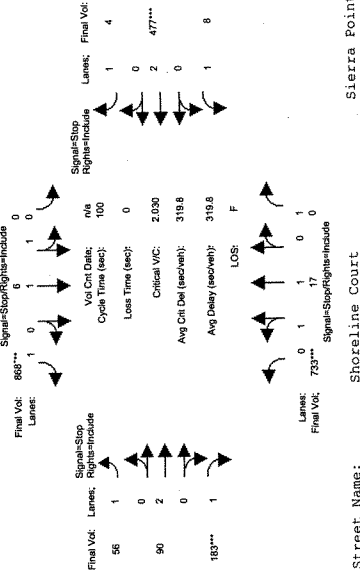 Signal=Stop/Rights=Include
Final Vol: 868*** 6 0
Lanes: 1 0 1 1 0
Final Vol: Lanes: Signal=Stop Rights=Include
Signal=Stop Rights=Include Lanes: Final Vol:
56 1 Vol Cnt Date: n/a 1 4
Cycle Time (sec): 100
0 0
Loss Time (sec): 0
90 2 Critical V/C: 2.030 2 477***
0 Avg Crit Del (sec/veh): 319.8 0
183*** 1 Avg Delay (sec/veh): 319.8 1 8
LOS: F
Lanes: 0 1 1 0 1
Final Vol: 733*** 17 0
Signal=Stop/Rights=Include
Street Name: Shoreline Court Sierra Point